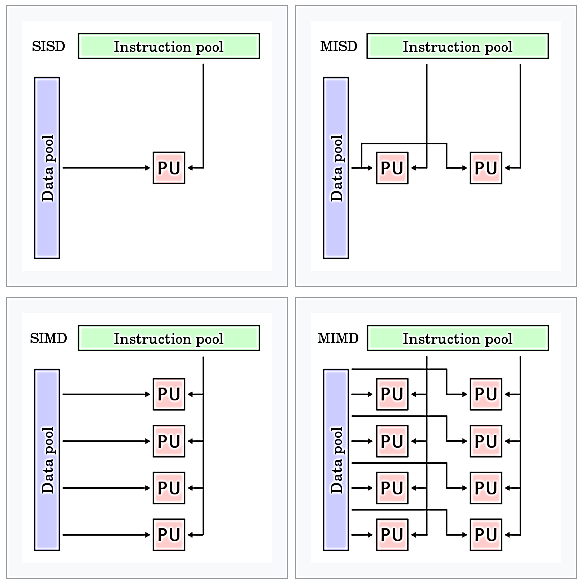 SISD
Instruction pool
Data pool
PU
MISD
Instruction pool
Data pool
PU
PU
SIMD
Instruction pool
Data pool
PU
PU
PU
PU
MIMD
Instruction pool
Data pool
PU
PU
PU
PU
PU
PU
PU
PU